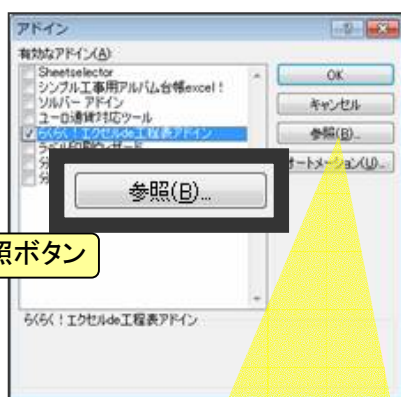 アドイン
有効なアドイン(A):
Sheetselector
シンプル工事用アルバム台帳excel!
ソルバー アドイン
ユーロ通貨対応ツール
らくらく!エクセルde工程表アドイン
OK
キャンセル
参照(B)...
オートメーション(U)...
参照(B)...
照ボタン
らくらく!エクセルde工程表アドイン